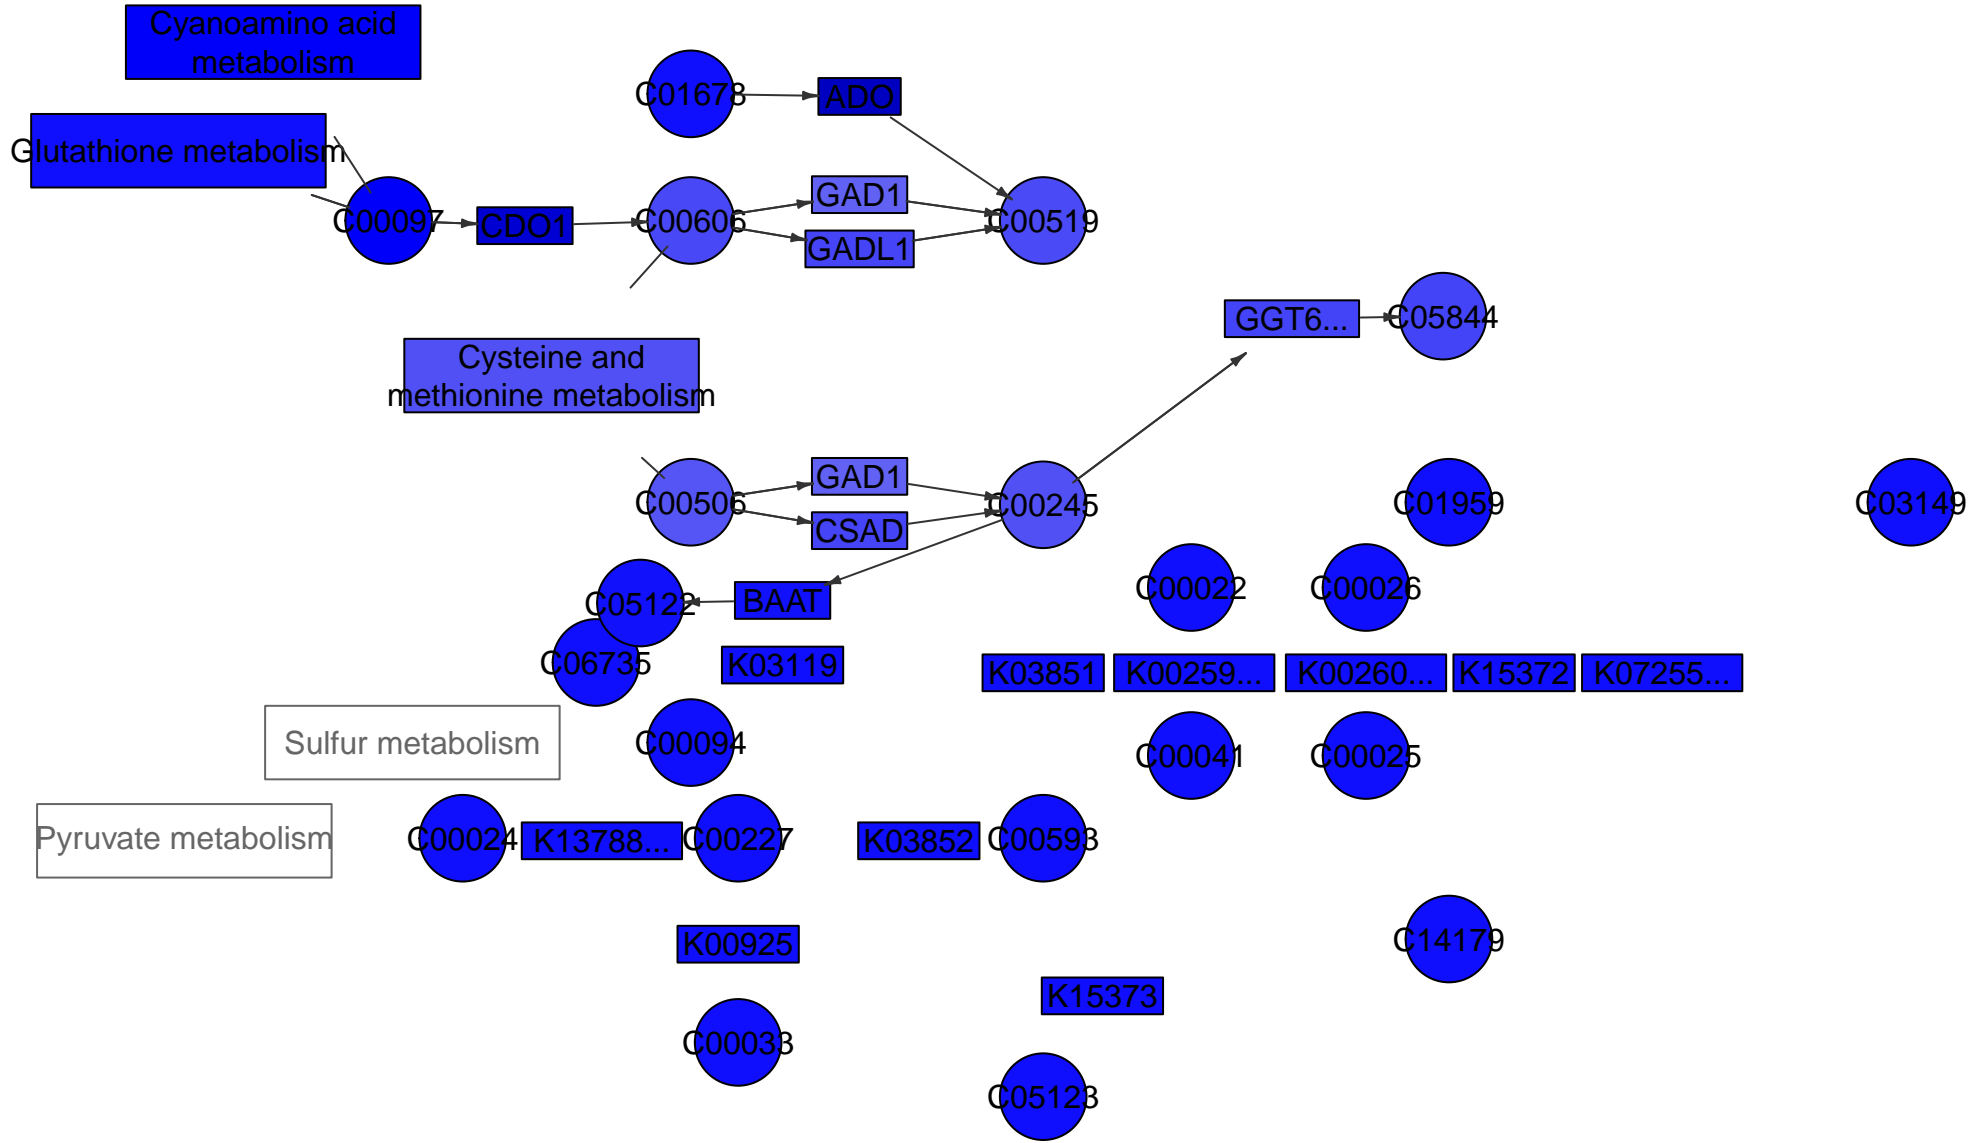 Cyanoamino acid
metabolism
C01678
ADO
Glutathione metabolism
C00097
CDO1
C00606
GAD1
GADL1
C00519
GGT6...
C05844
Cysteine and
methionine metabolism
C00506
GAD1
CSAD
C00245
C01959
C03149
C05122
BAAT
C00022
C00026
C06735
K03119
K03851
K00259...
K00260...
K15372
K07255...
Sulfur metabolism
C00094
C00041
C00025
Pyruvate metabolism
C00024
K13788...
C00227
K03852
C00593
K00925
C14179
K15373
C00033
C05123